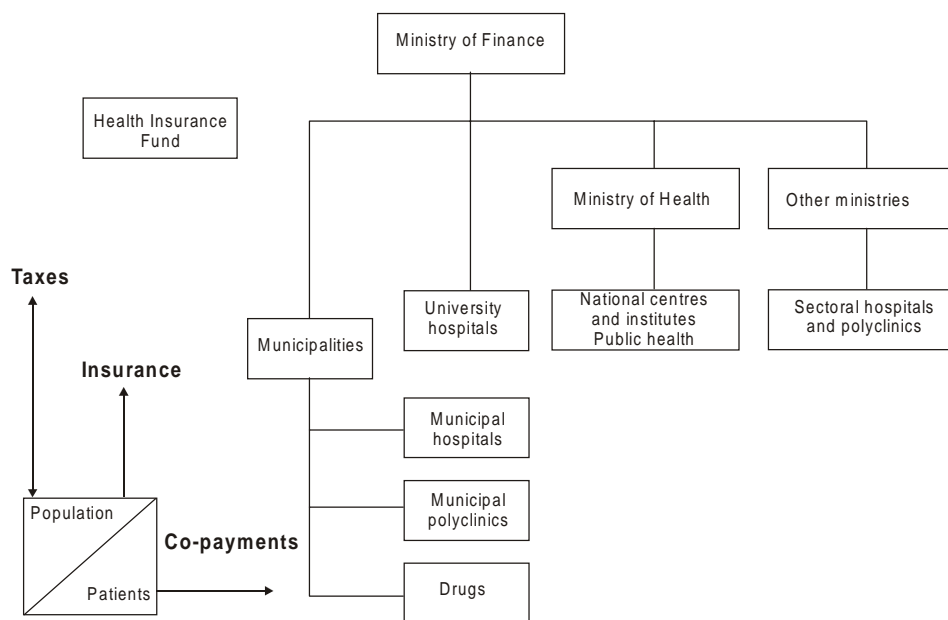 Ministry of Finance
Health Insurance
Fund
Ministry of Health
Other ministries
Taxes
University
hospitals
National centres
and institutes
Public health
Sectoral hospitals
and polyclinics
Municipalities
Insurance
Municipal
hospitals
Municipal
polyclinics
Population
Co-payments
Patients
Drugs